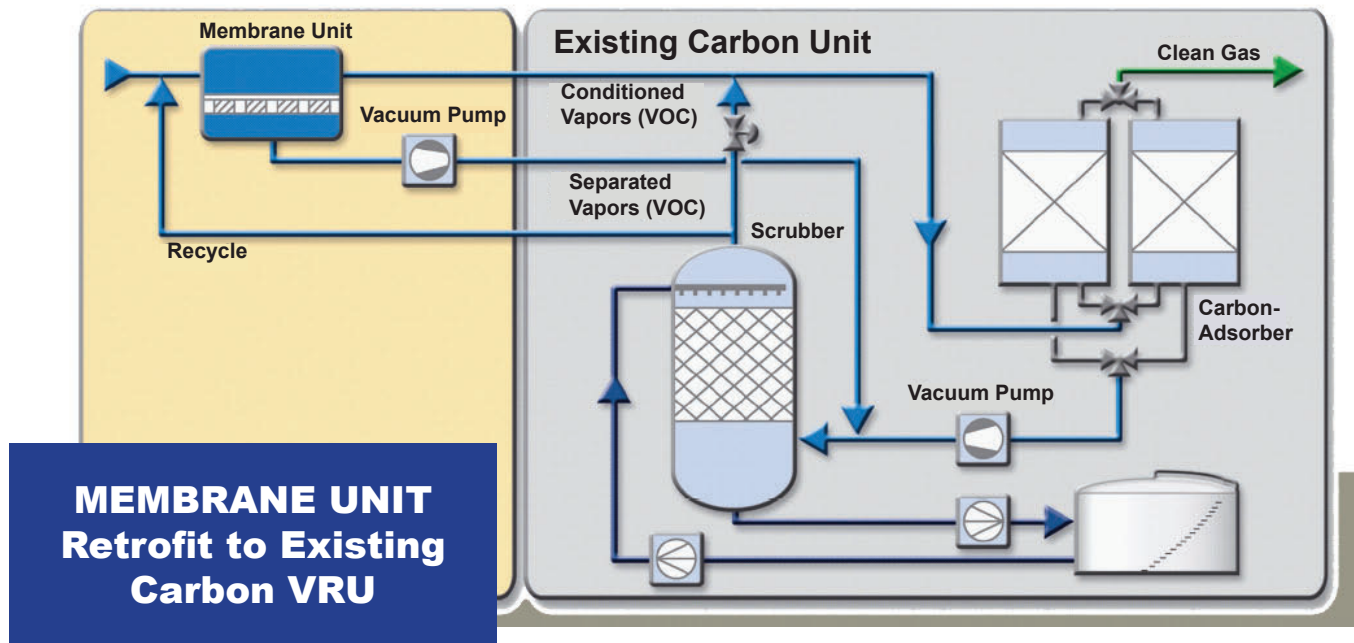 Membrane Unit
Existing Carbon Unit
Clean Gas
Conditioned
Vapors (VOC)
Vacuum Pump
Separated
Vapors (VOC)
Recycle
Scrubber
Carbon-
Adsorber
Vacuum Pump
MEMBRANE UNIT
Retrofit to Existing
Carbon VRU